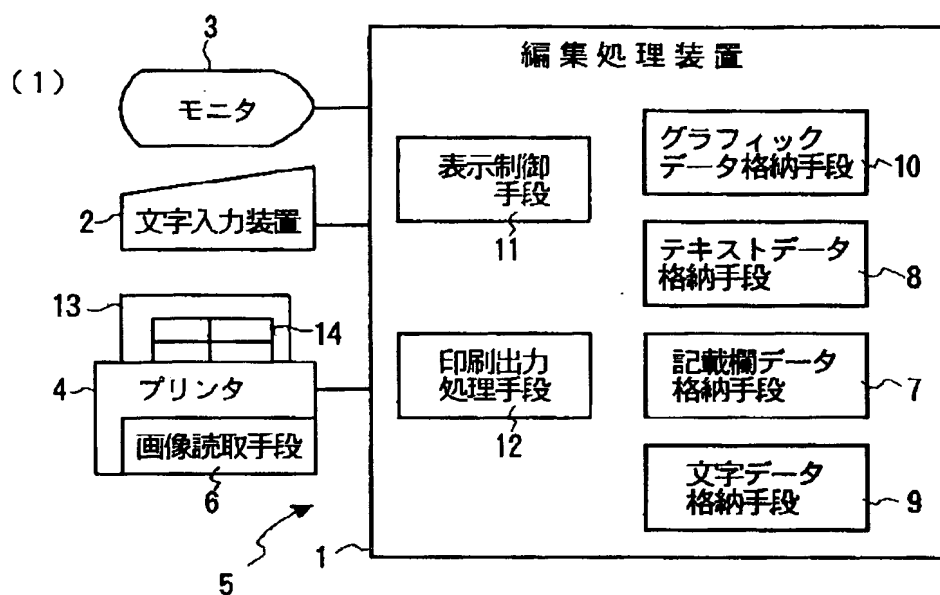 (1)
3
モニタ
2
文字入力装置
13
14
4
プリンタ
画像読取手段
6
5
編集処理装置
表示制御
手段
11
印刷出力
処理手段
12
グラフィック
データ格納手段
10
テキストデータ
格納手段
8
記載欄データ
格納手段
7
文字データ
格納手段
9
1